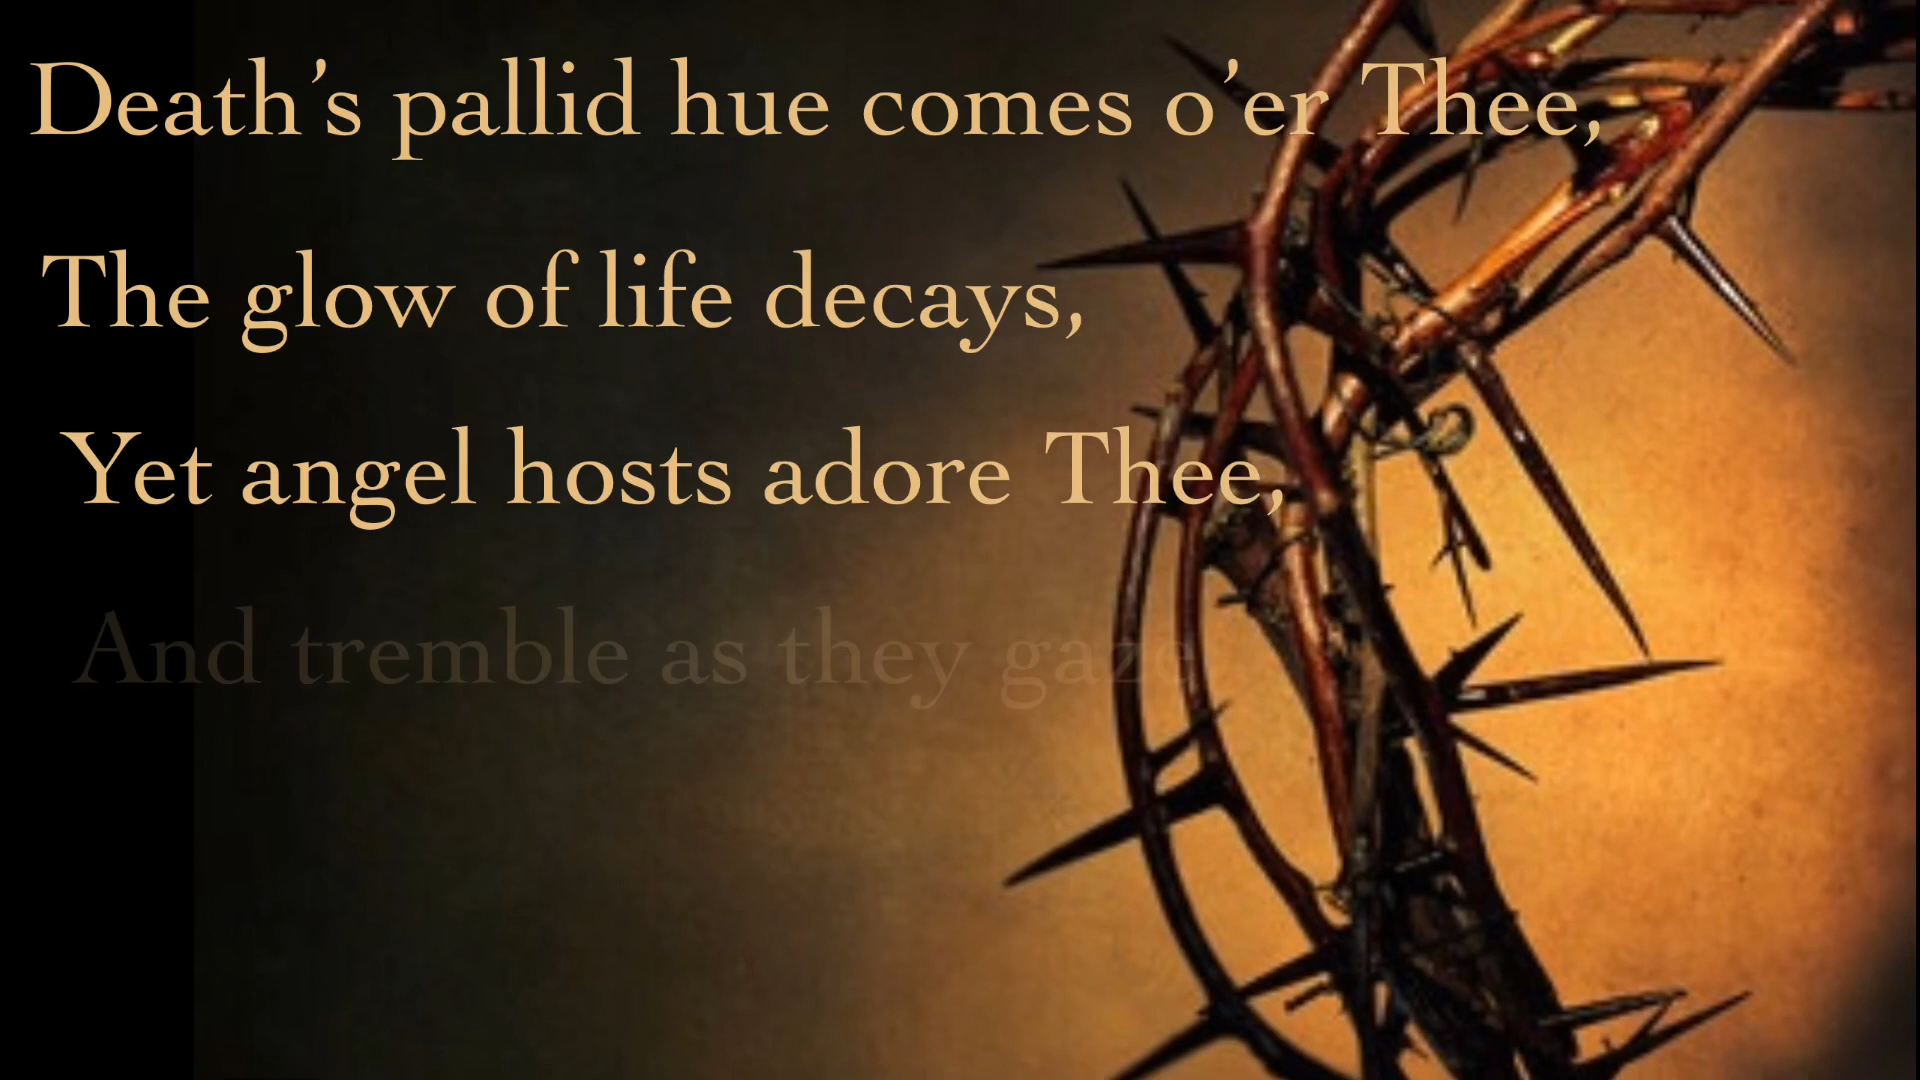 Death’s pallid hue comes o’er Thee,
The glow of life decays,
Yet angel hosts adore Thee,
And tremble as they gaze